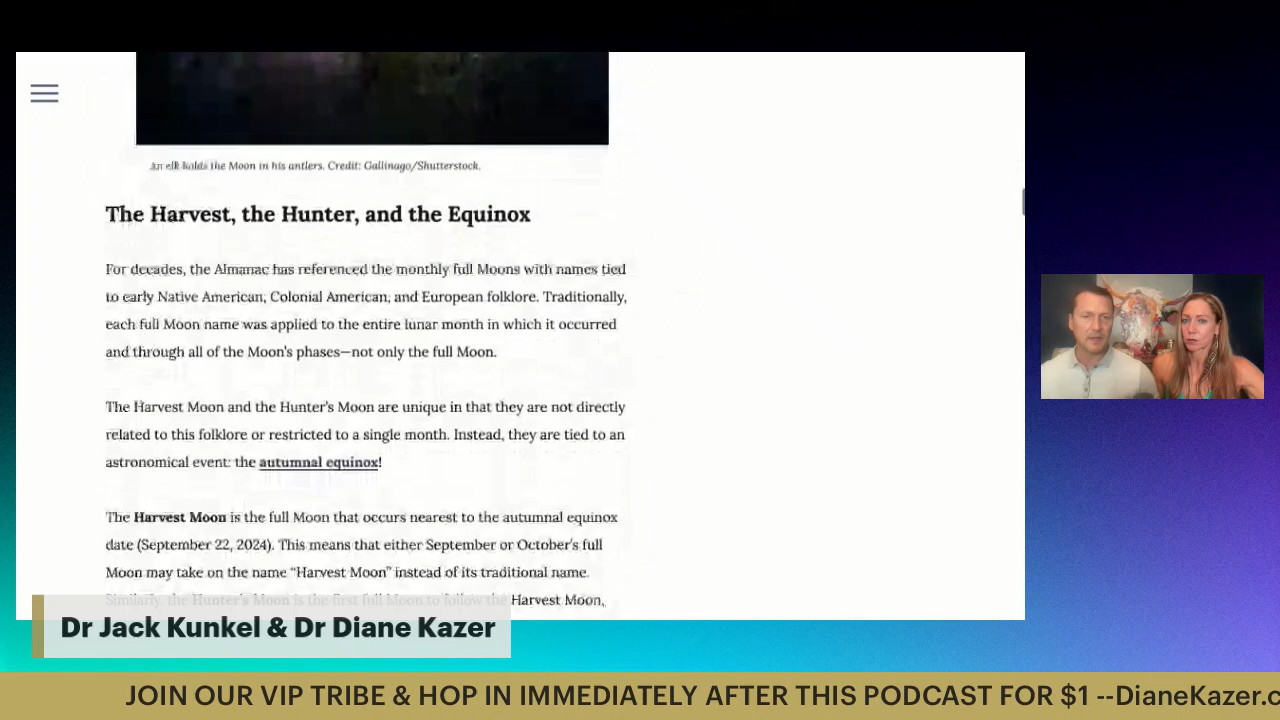 An elk holds the Moon in his antlers. Credit: Gallinago/Shutterstock.
The Harvest, the Hunter, and the Equinox
For decades, the Almanac has referenced the monthly full Moons with names tied
to early Native American, Colonial American, and European folklore. Traditionally,
each full Moon name was applied to the entire lunar month in which it occurred
and through all of the Moon's phases—not only the full Moon.
The Harvest Moon and the Hunter's Moon are unique in that they are not directly
related to this folklore or restricted to a single month. Instead, they are tied to an
astronomical event: the autumnal equinox!
The Harvest Moon is the full Moon that occurs nearest to the autumnal equinox
date (September 22, 2024). This means that either September or October's full
Moon may take on the name “Harvest Moon” instead of its traditional name.
Similarly, the Hunter's Moon is the first full Moon to follow the Harvest Moon,
Dr Jack Kunkel & Dr Diane Kazer
JOIN OUR VIP TRIBE & HOP IN IMMEDIATELY AFTER THIS PODCAST FOR $1 --DianeKazer.c